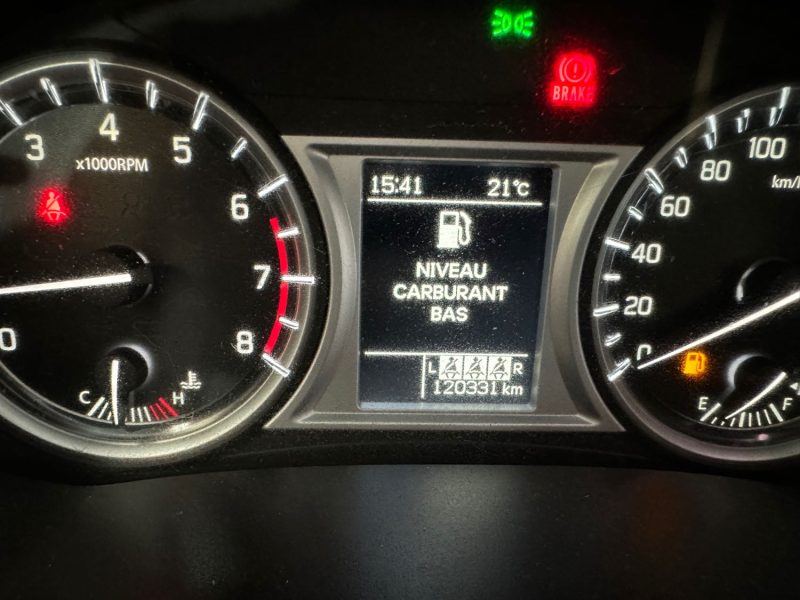 BRAKE
3
4
5
6
7
8
0
x1000RPM
C
H
15:41 21°C
NIVEAU
CARBURANT
BAS
L R
120331 km
100
80
60
40
20
0
km/
E F